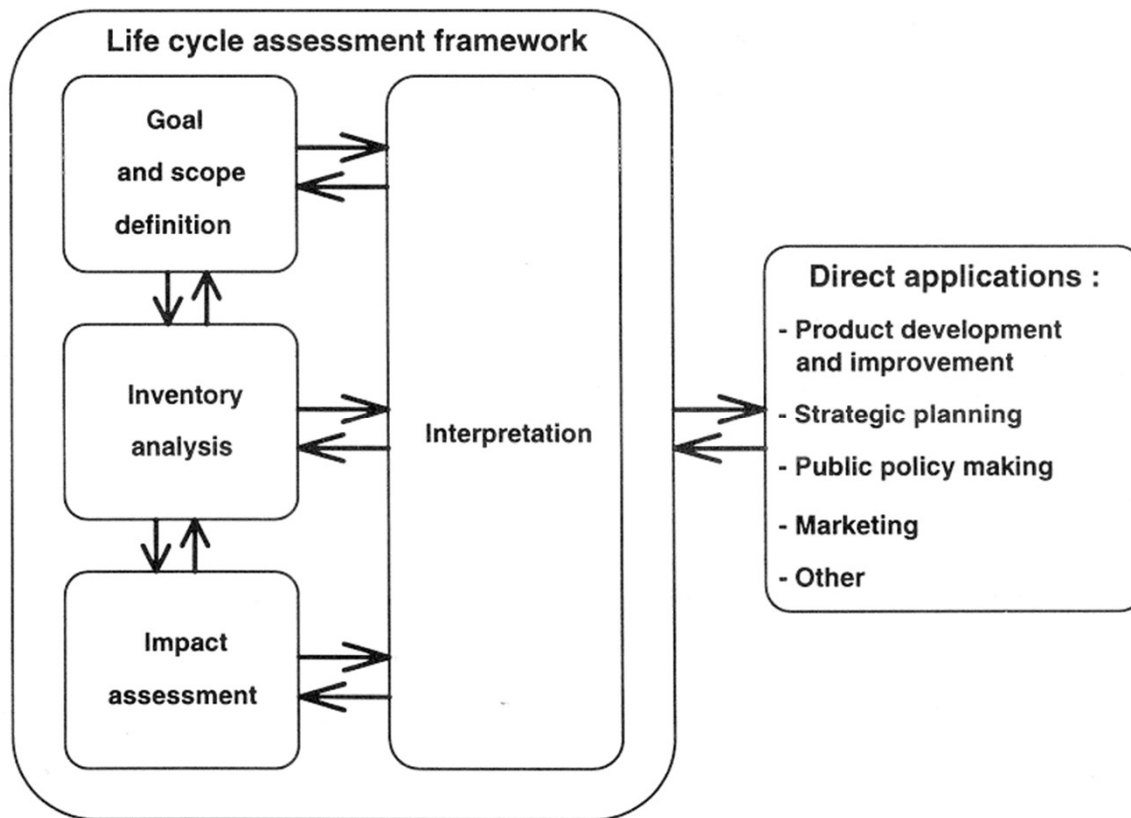 Life cycle assessment framework
Goal
and scope
definition
Inventory
analysis
Impact
assessment
Interpretation
Direct applications :
- Product development
and improvement
- Strategic planning
- Public policy making
- Marketing
- Other